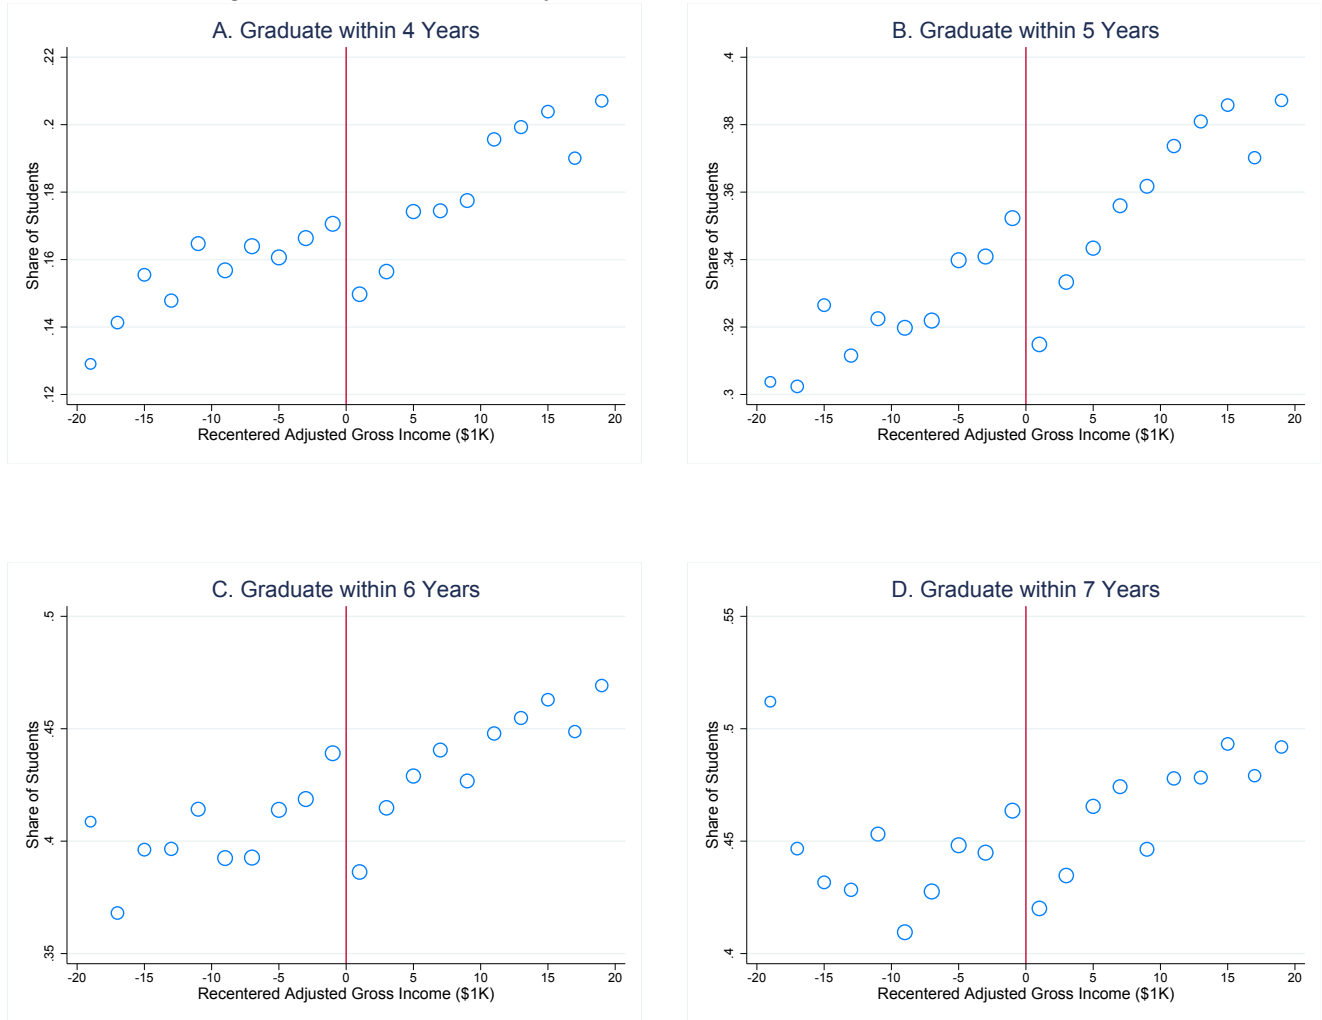 A. Graduate within 4 Years
Share of Students
.22
.2
.18
.16
.14
.12
-20 -15 -10 -5 0 5 10 15 20
Recentered Adjusted Gross Income ($1K)
B. Graduate within 5 Years
Share of Students
.4
.38
.36
.34
.32
.3
-20 -15 -10 -5 0 5 10 15 20
Recentered Adjusted Gross Income ($1K)
C. Graduate within 6 Years
Share of Students
.5
.45
.4
.35
-20 -15 -10 -5 0 5 10 15 20
Recentered Adjusted Gross Income ($1K)
D. Graduate within 7 Years
Share of Students
.55
.5
.45
.4
-20 -15 -10 -5 0 5 10 15 20
Recentered Adjusted Gross Income ($1K)